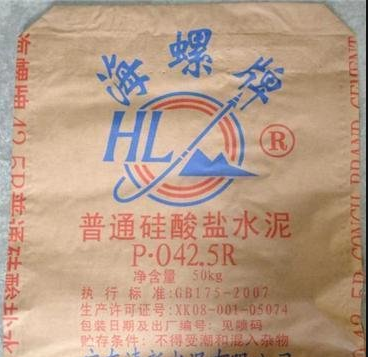 海螺牌
HL
®
普通硅酸盐水泥
P·O42.5R
净含量 50kg
执行标准:GB175-2007
生产许可证号:XK08-001-05074
包装日期及出厂编号:见喷码
贮存条件:不得受潮和混入杂物
CONCH BRAND CEMENT